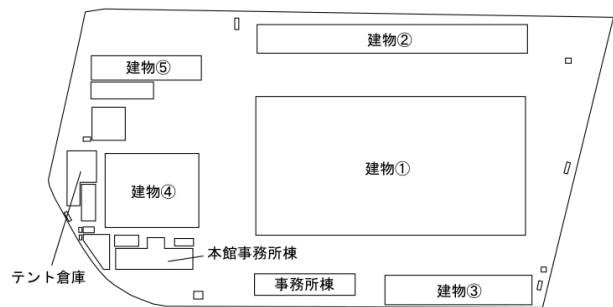 建物②
建物⑤
建物①
建物④
本館事務所棟
テント倉庫
事務所棟
建物③